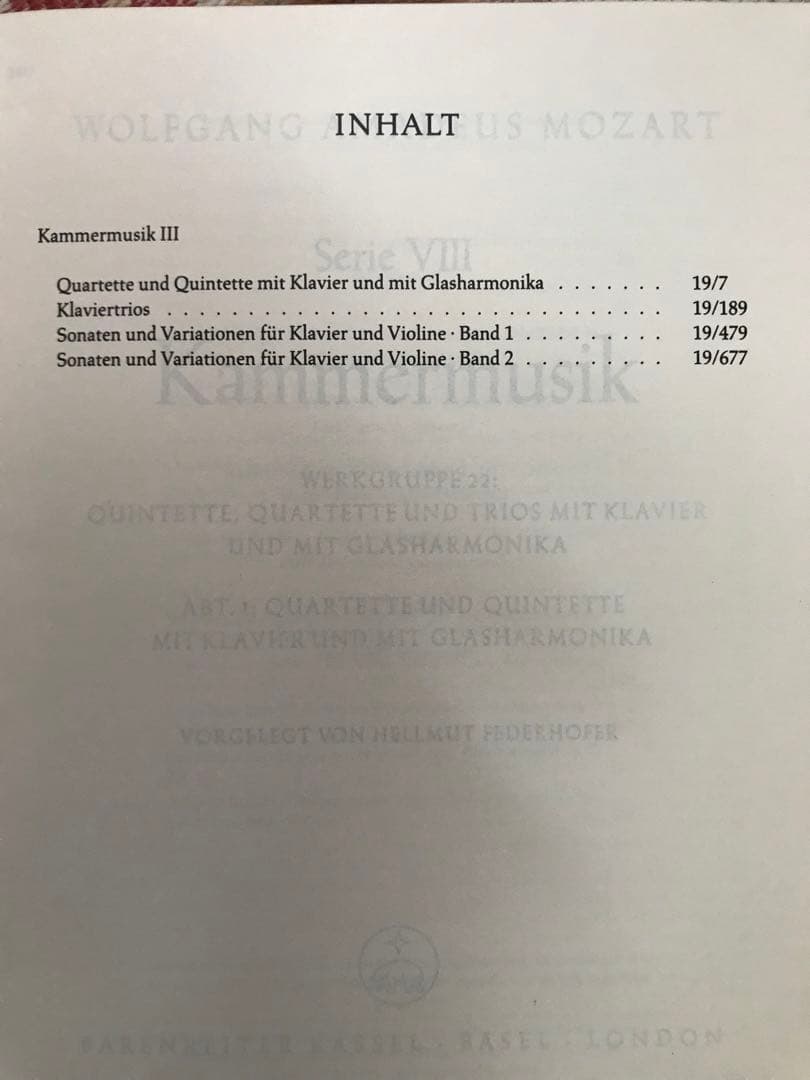 INHALT
Kammermusik III
Quartette und Quintette mit Klavier und mit Glasharmonika . . . . . . . 19/7
Klaviertrios . . . . . . . . . . . . . . . . . . . . . . . . . . . . . . . 19/189
Sonaten und Variationen für Klavier und Violine · Band 1 . . . . . . . . . 19/479
Sonaten und Variationen für Klavier und Violine · Band 2 . . . . . . . . . 19/677
WOLFGANG AMADEUS MOZART
Serie VIII
Kammermusik
WERKGRUPPE 22:
QUINTETTE, QUARTETTE UND TRIOS MIT KLAVIER
UND MIT GLASHARMONIKA
ABT. 1: QUARTETTE UND QUINTETTE
MIT KLAVIER UND MIT GLASHARMONIKA
VORGELEGT VON HELLMUT FEDERHOFER
BÄRENREITER KASSEL · BASEL · LONDON